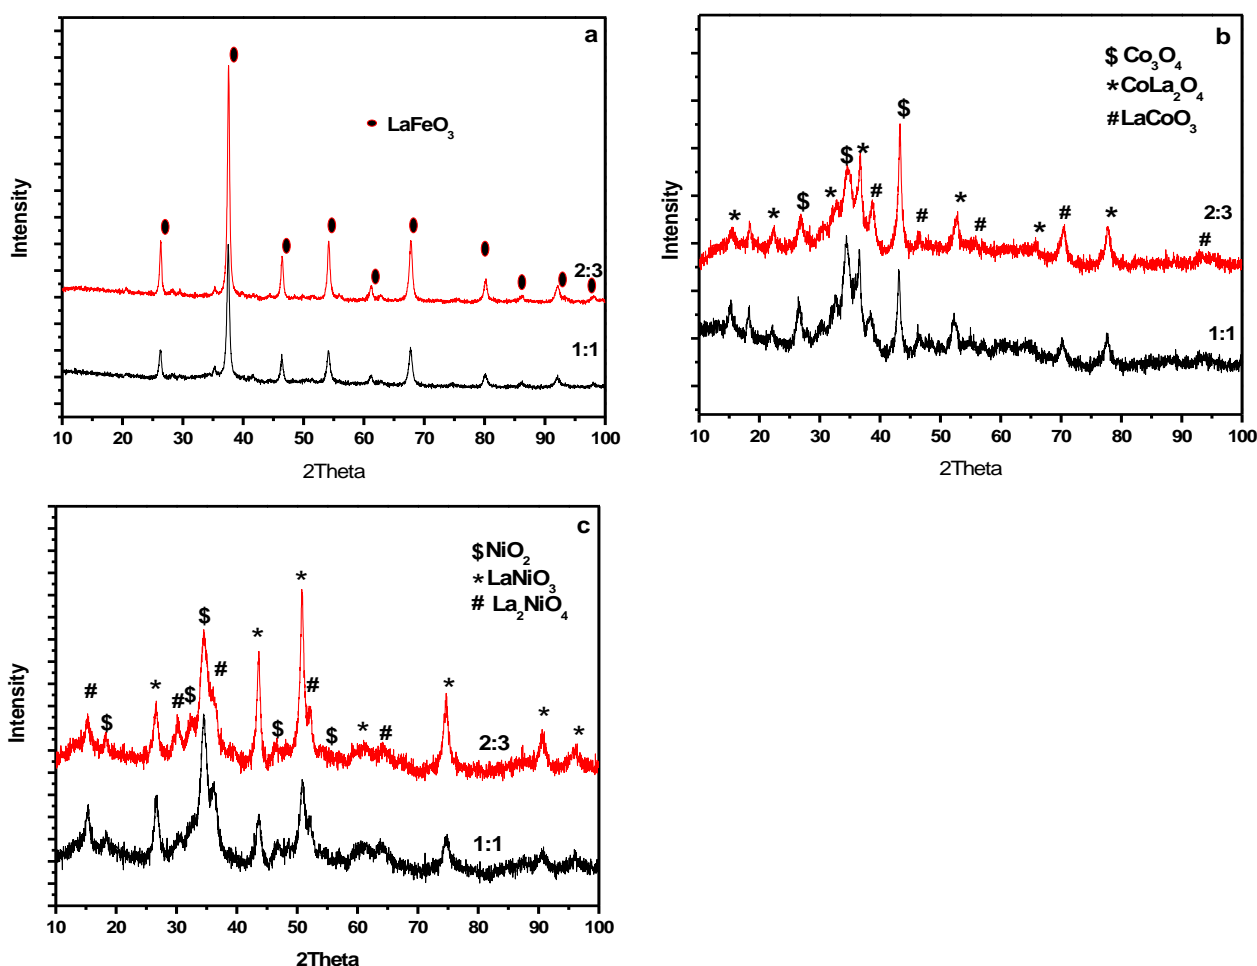 a
LaFeO3
2:3
1:1
Intensity
10 20 30 40 50 60 70 80 90 100
2Theta
b
$ Co3O4
* CoLa2O4
# LaCoO3
$
* * $ * $ * # # * # * # * #
2:3
1:1
Intensity
10 20 30 40 50 60 70 80 90 100
2Theta
c
$ NiO2
* LaNiO3
# La2NiO4
# $ * # $ $ # * $ * # $ * # * * *
2:3
1:1
Intensity
10 20 30 40 50 60 70 80 90 100
2Theta